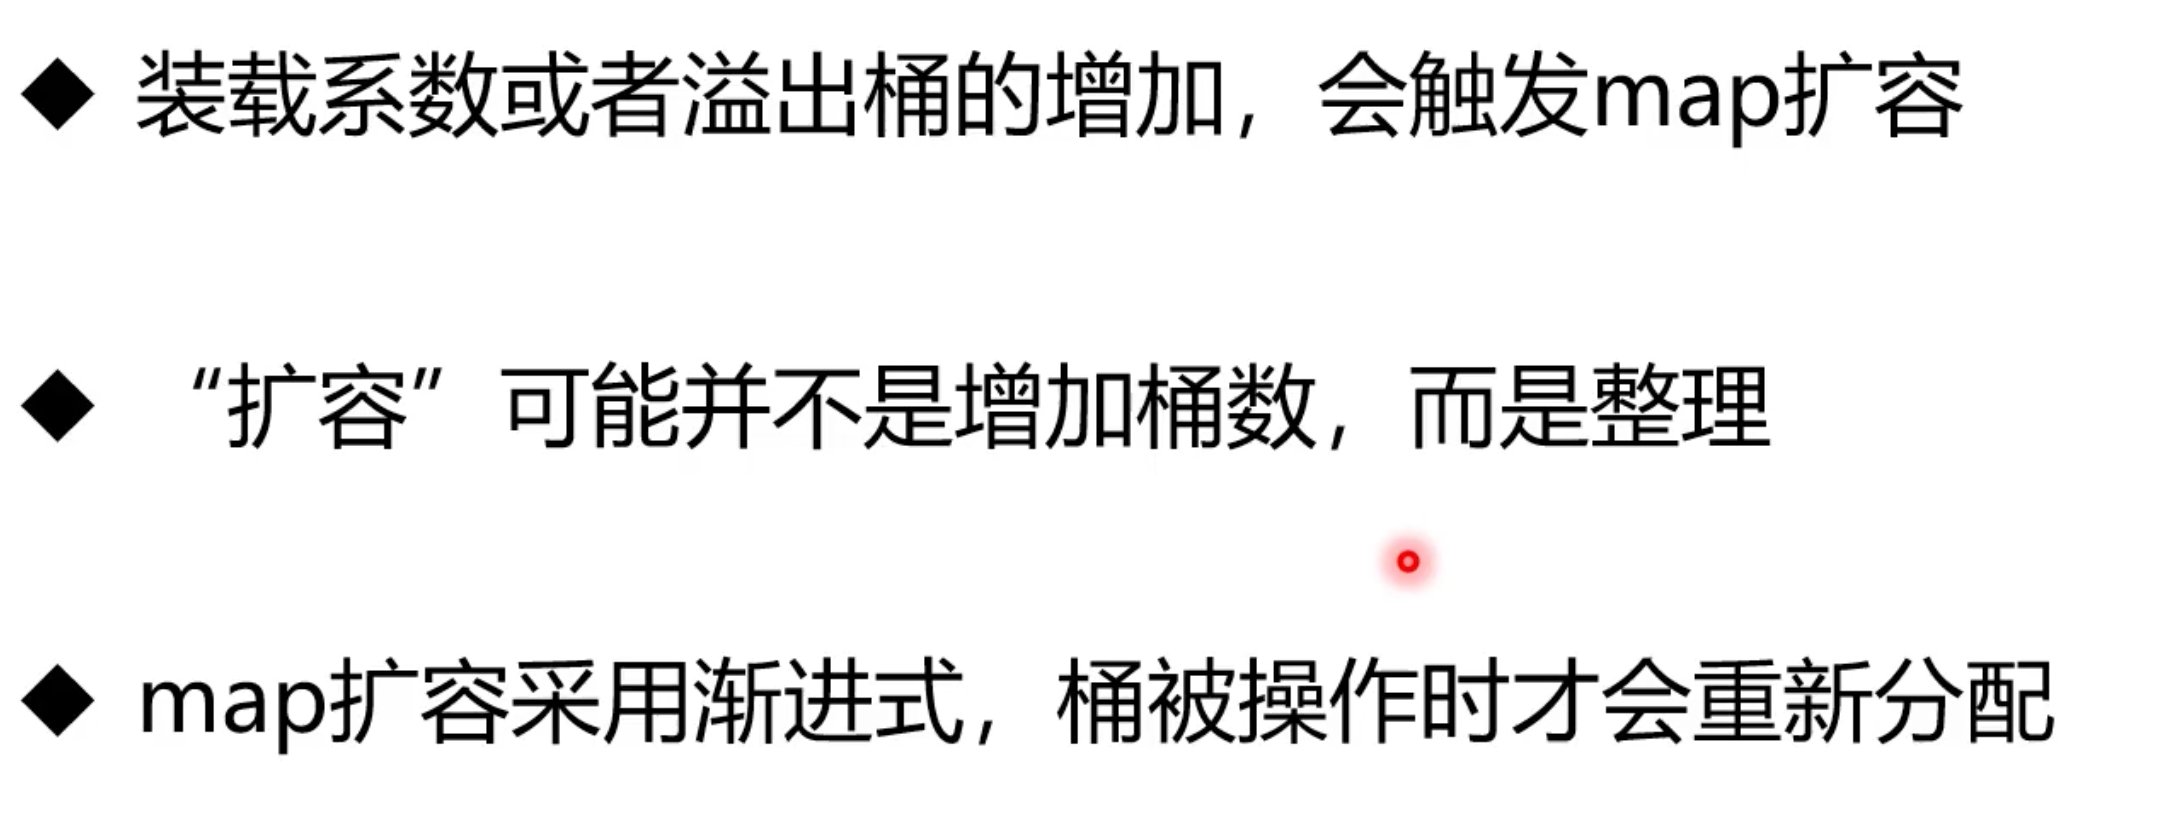 ◆ 装载系数或者溢出桶的增加，会触发map扩容
◆ “扩容”可能并不是增加桶数，而是整理
◆ map扩容采用渐进式，桶被操作时才会重新分配